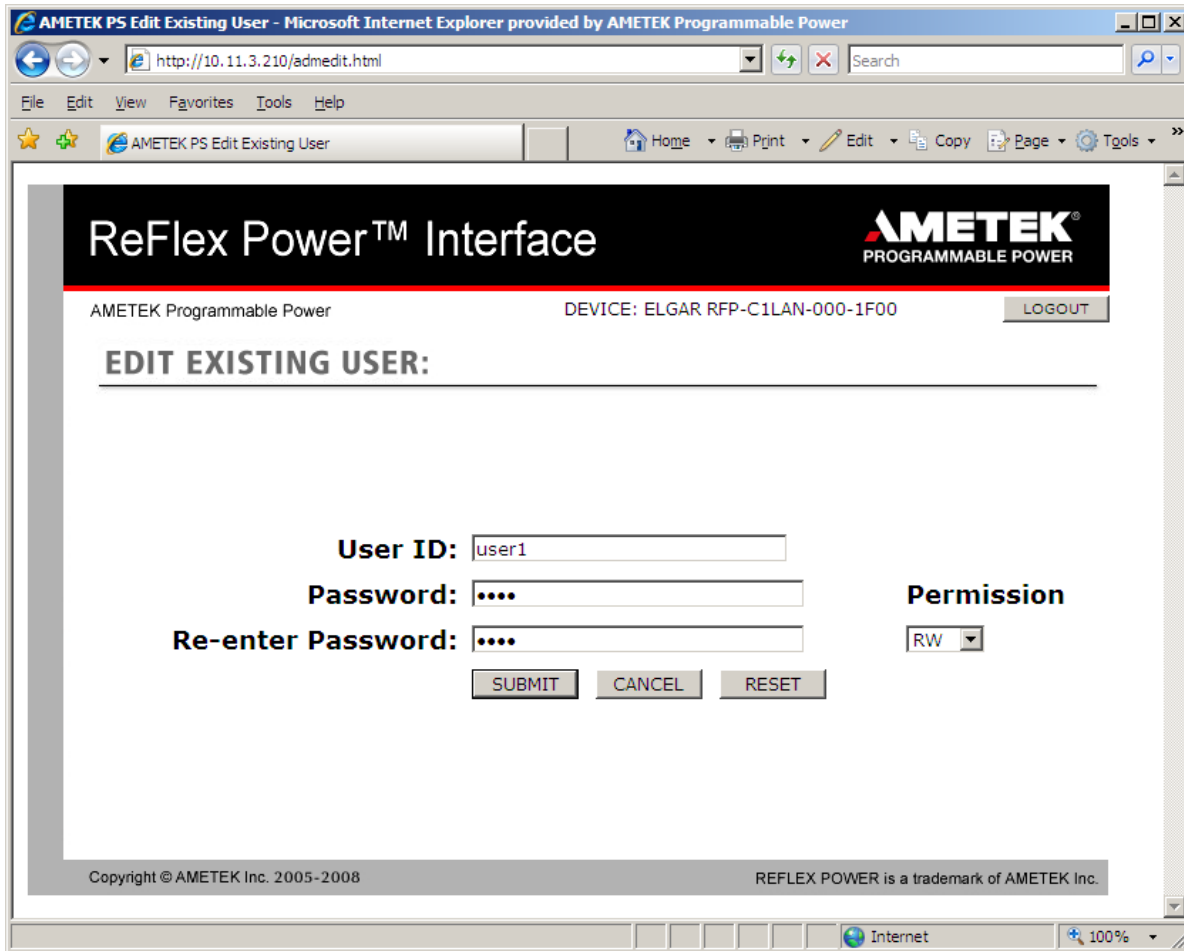 AMETEK PS Edit Existing User - Microsoft Internet Explorer provided by AMETEK Programmable Power
http://10.11.3.210/admedit.html
Search
File Edit View Favorites Tools Help
AMETEK PS Edit Existing User
Home Print Edit Copy Page Tools »
ReFlex Power™ Interface
AMETEK®
PROGRAMMABLE POWER
AMETEK Programmable Power
DEVICE: ELGAR RFP-C1LAN-000-1F00
LOGOUT
EDIT EXISTING USER:
User ID: user1
Password: ••••
Permission
Re-enter Password: ••••
RW
SUBMIT CANCEL RESET
Copyright © AMETEK Inc. 2005-2008
REFLEX POWER is a trademark of AMETEK Inc.
Internet
100%